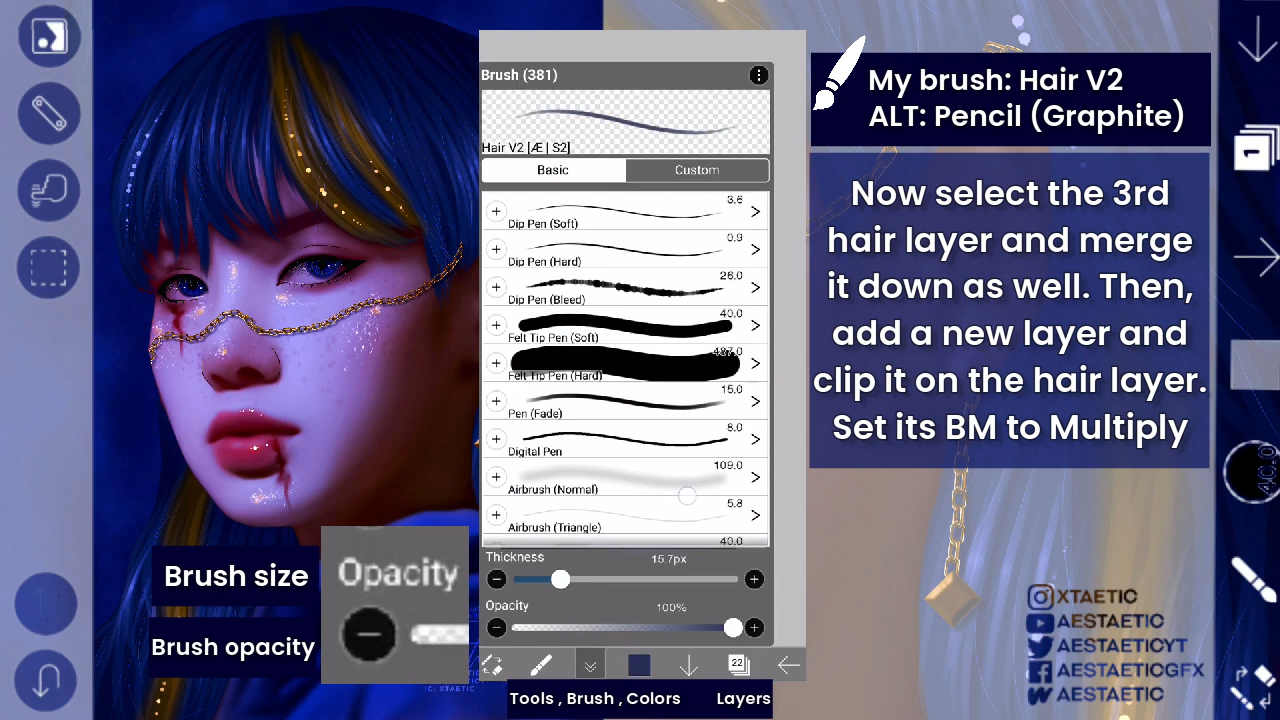 Brush (381)
Hair V2 [Æ | S2]
Basic
Custom
3.6
Dip Pen (Soft)
0.9
Dip Pen (Hard)
26.0
Dip Pen (Bleed)
40.0
Felt Tip Pen (Soft)
Felt Tip Pen (Hard)
15.0
Pen (Fade)
8.0
Digital Pen
109.0
Airbrush (Normal)
5.8
Airbrush (Triangle)
40.0
Thickness
15.7px
Opacity
100%
22
Tools , Brush , Colors
Layers
Brush size
Brush opacity
Opacity
My brush: Hair V2
ALT: Pencil (Graphite)
Now select the 3rd
hair layer and merge
it down as well. Then,
add a new layer and
clip it on the hair layer.
Set its BM to Multiply
1
40.0
XTAETIC
AESTAETIC
AESTAETICYT
AESTAETICGFX
AESTAETIC
IC: XTAETIC